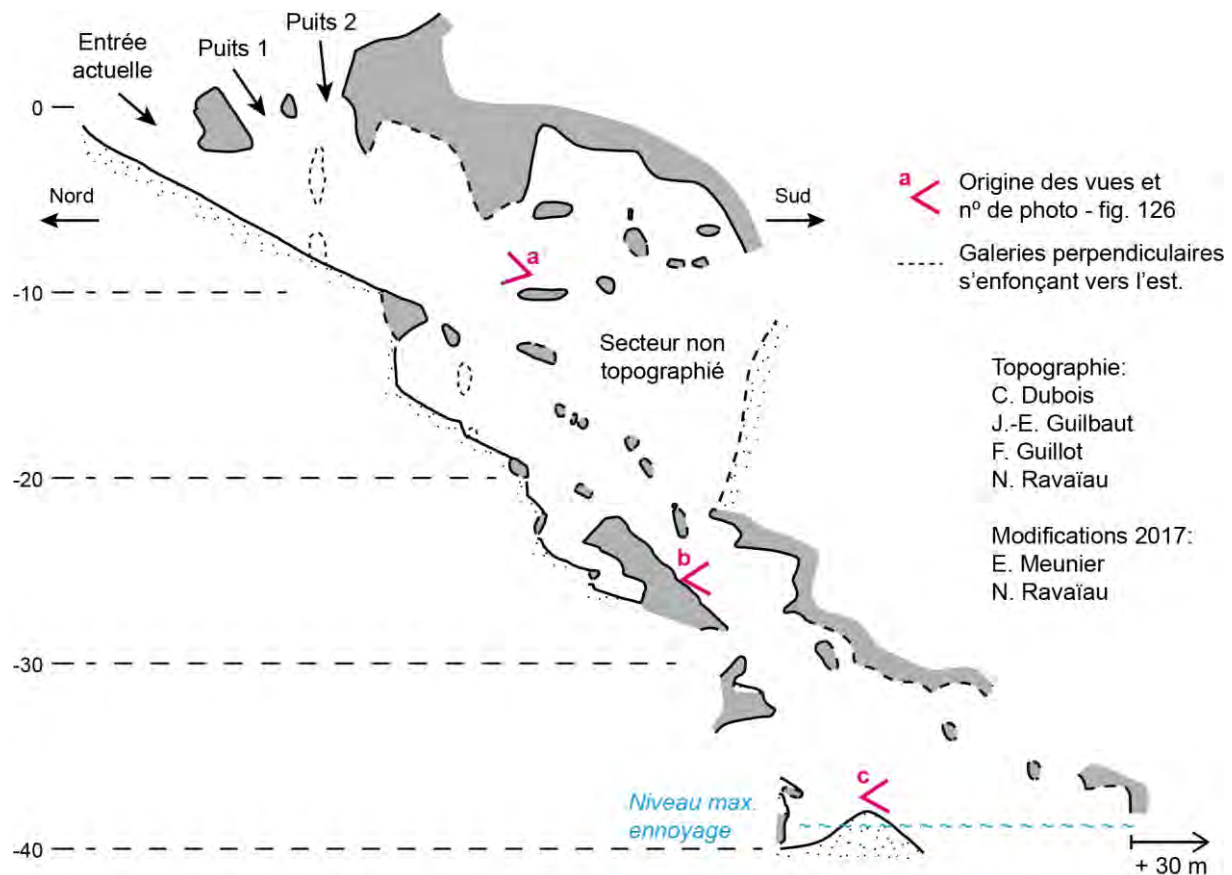 Puits 2
Entrée
actuelle
Puits 1
0
Nord
Sud
a
a
Origine des vues et
nº de photo - fig. 126
Galeries perpendiculaires
s'enfonçant vers l'est.
-10
Secteur non
topographié
Topographie:
C. Dubois
J.-E. Guilbaut
F. Guillot
N. Ravaïau
-20
Modifications 2017:
E. Meunier
N. Ravaïau
b
-30
c
Niveau max.
ennoyage
-40
+ 30 m